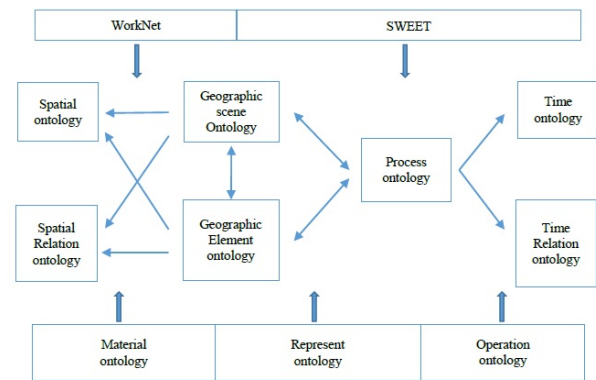 WorkNet
SWEET
Spatial
ontology
Geographic
scene
Ontology
Time
ontology
Process
ontology
Spatial
Relation
ontology
Geographic
Element
ontology
Time
Relation
ontology
Material
ontology
Represent
ontology
Operation
ontology